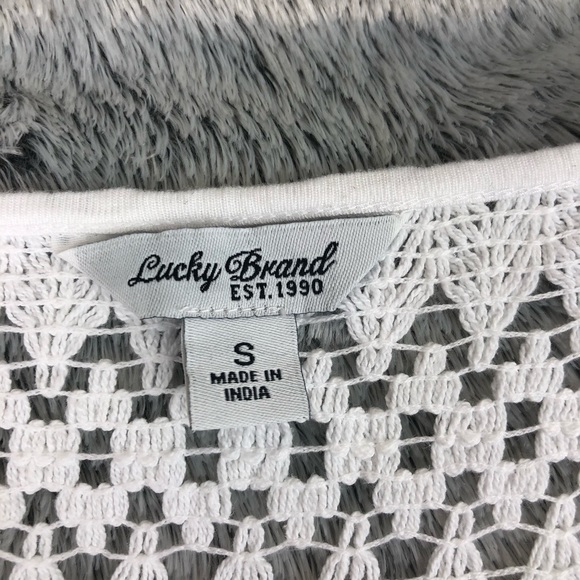 Lucky Brand
EST. 1990
S
MADE IN
INDIA